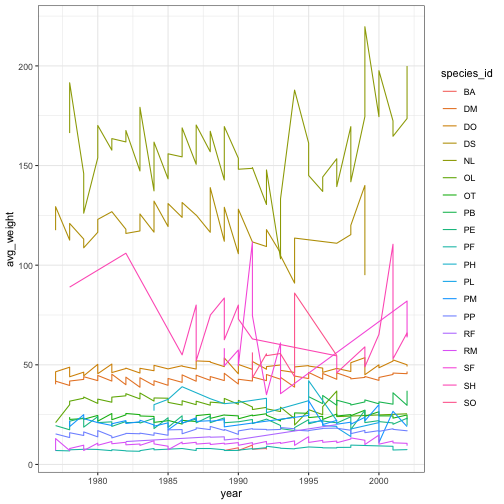 200
150
100
50
0
avg_weight
1980
1985
1990
1995
2000
year
species_id
BA
DM
DO
DS
NL
OL
OT
PB
PE
PF
PH
PL
PM
PP
RF
RM
SF
SH
SO